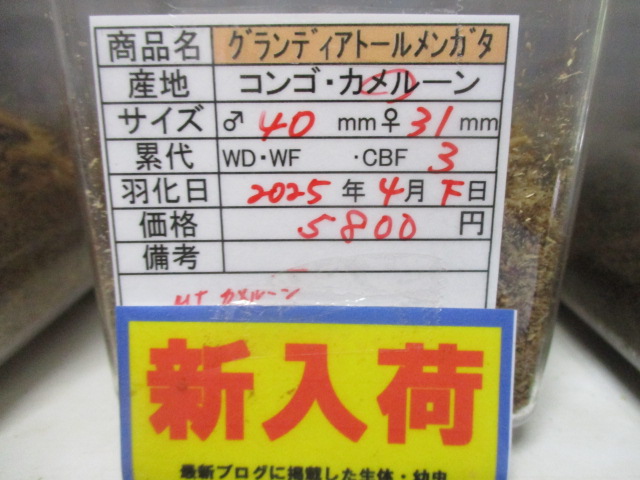 商品名 グランディアトールメンガタ
産地 コンゴ・カメルーン
サイズ ♂ 40 mm ♀ 31 mm
累代 WD・WF ・CBF 3
羽化日 2025 年 4 月 下 日
価格 5800 円
備考
MT カメルーン
新入荷
最新ブログに掲載した生体・幼虫